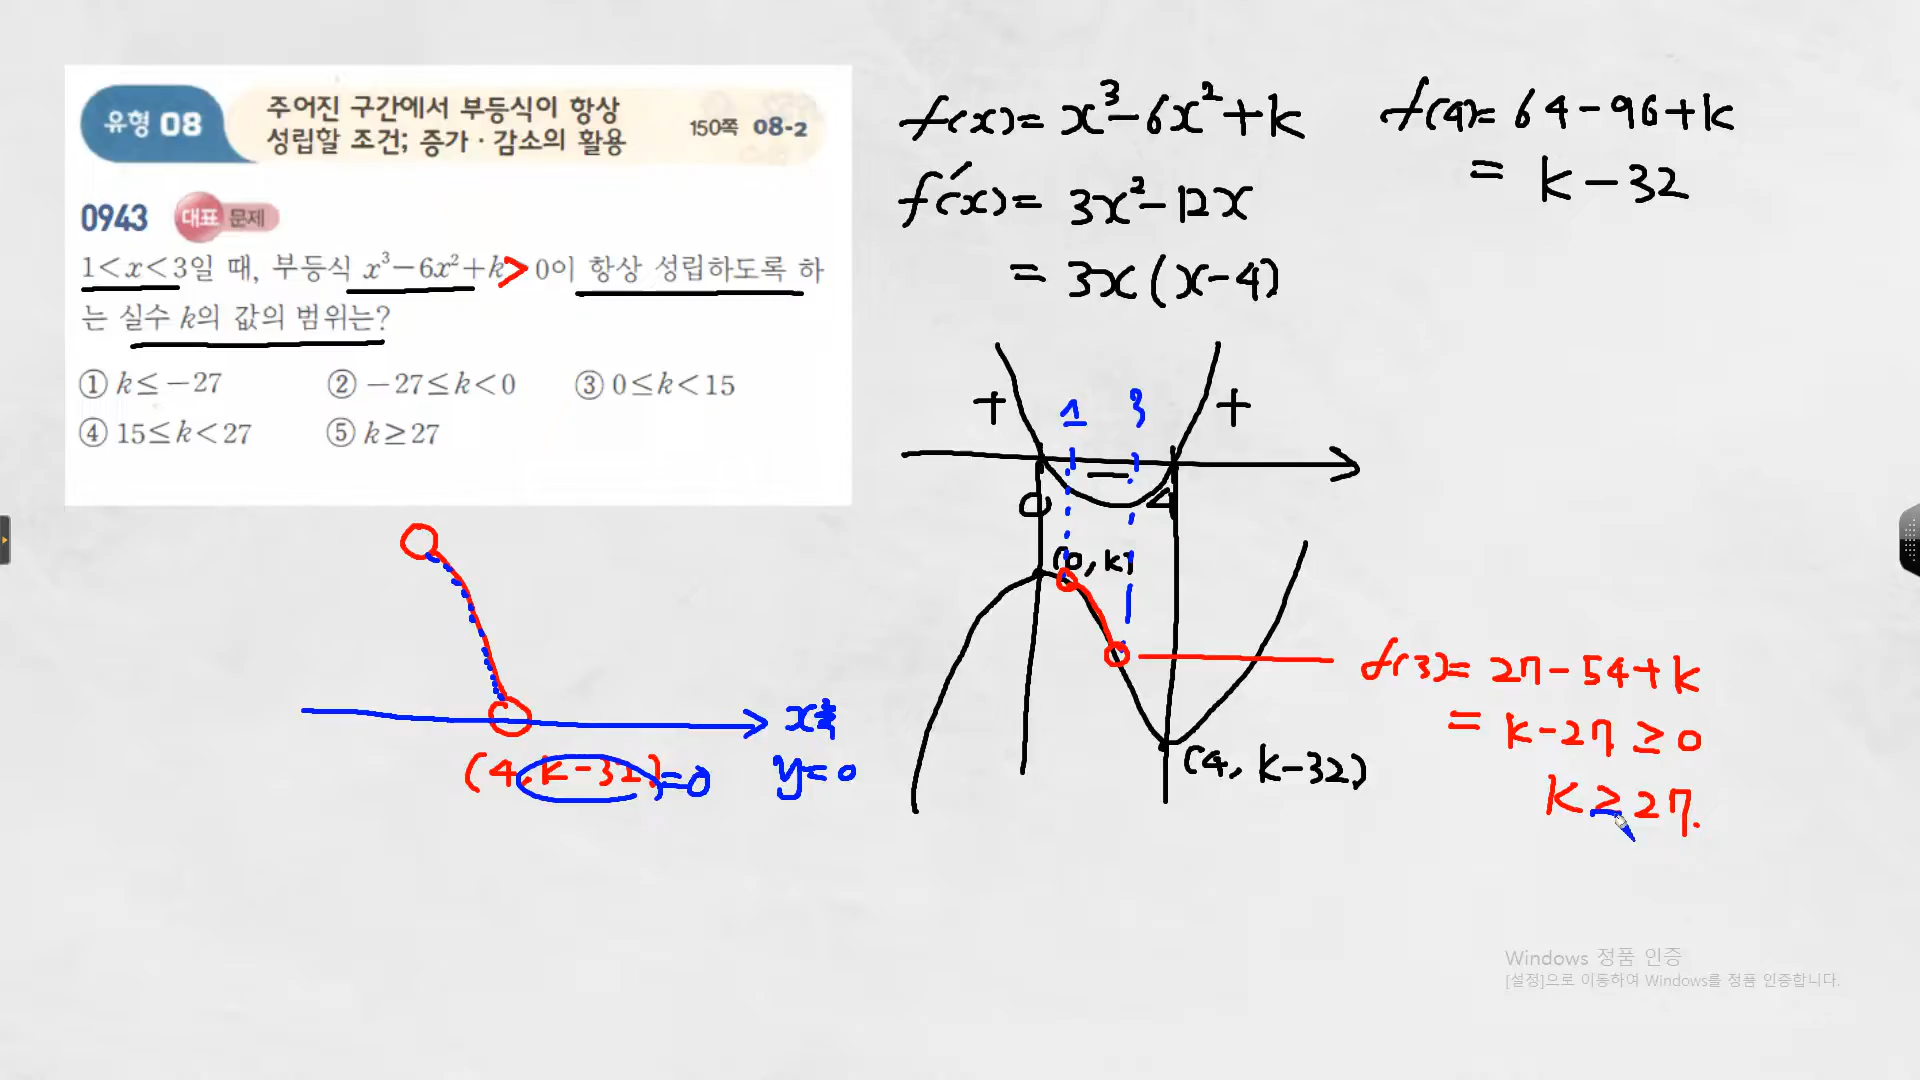 유형 08
주어진 구간에서 부등식이 항상
성립할 조건; 증가·감소의 활용
150쪽 08-2
0943 대표 문제
1<x<3일 때, 부등식 x³-6x²+k>0이 항상 성립하도록 하
는 실수 k의 값의 범위는?
① k≤-27 ② -27≤k<0 ③ 0≤k<15
④ 15≤k<27 ⑤ k≥27
f(x)= x³-6x²+k
f'(x)= 3x²-12x
= 3x(x-4)
f(4)= 64-96+k
= k-32
+ 1 3 +
-
0 4
(0, k)
(4, k-32)
f(3)= 27-54+k
= k-27 ≥ 0
k ≥ 27.
x축
(4, k-32)=0 y=0
Windows 정품 인증
[설정]으로 이동하여 Windows를 정품 인증합니다.